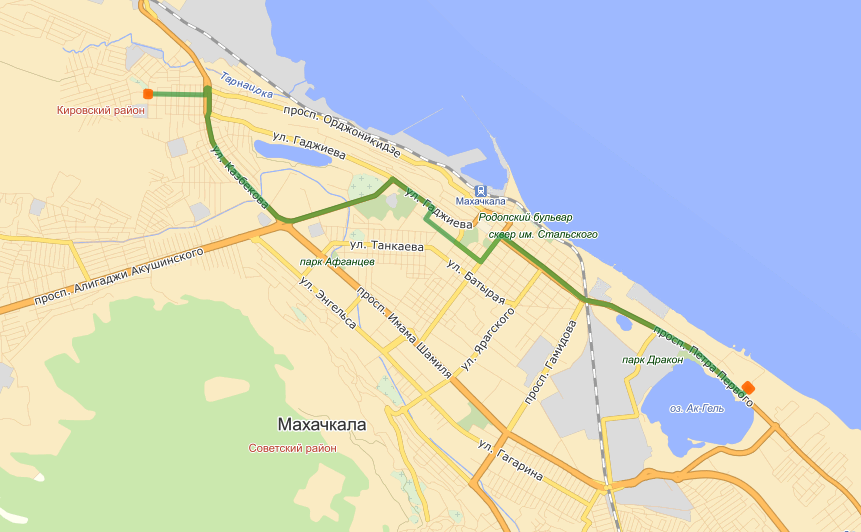 Тарнаирка
Кировский район
просп. Орджоникидзе
ул. Гаджиева
ул. Казбекова
ул. Гаджиева
Махачкала
Родопский бульвар
сквер им. Стальского
ул. Танкаева
парк Афганцев
ул. Батырая
просп. Алигаджи Акушинского
ул. Энгельса
просп. Имама Шамиля
ул. Ярагского
просп. Гамидова
просп. Петра Первого
парк Дракон
оз. Ак-Гель
Махачкала
Советский район
ул. Гагарина